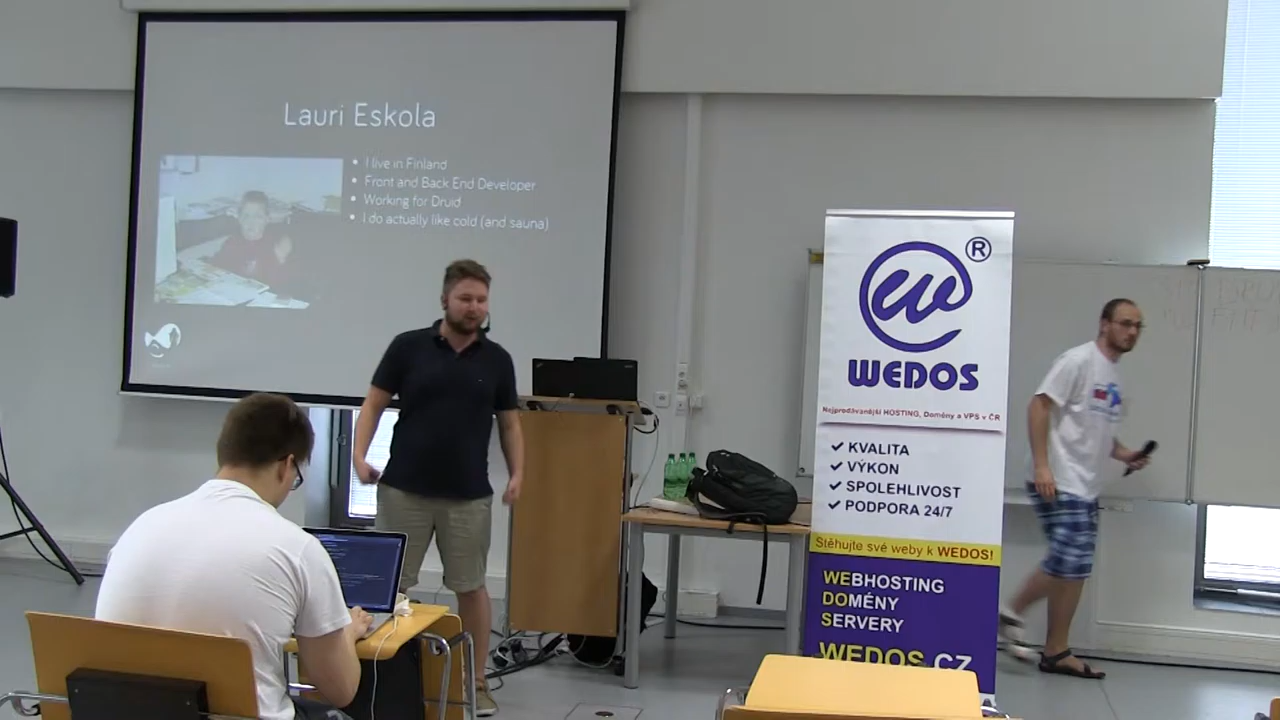 Lauri Eskola
• I live in Finland
• Front and Back End Developer
• Working for Druid
• I do actually like cold (and sauna)
®
WEDOS
Nejprodávanější HOSTING, Domény a VPS v ČR
✓ KVALITA
✓ VÝKON
✓ SPOLEHLIVOST
✓ PODPORA 24/7
Stěhujte své weby k WEDOS!
WEBHOSTING
DOMÉNY
SERVERY
WEDOS.CZ